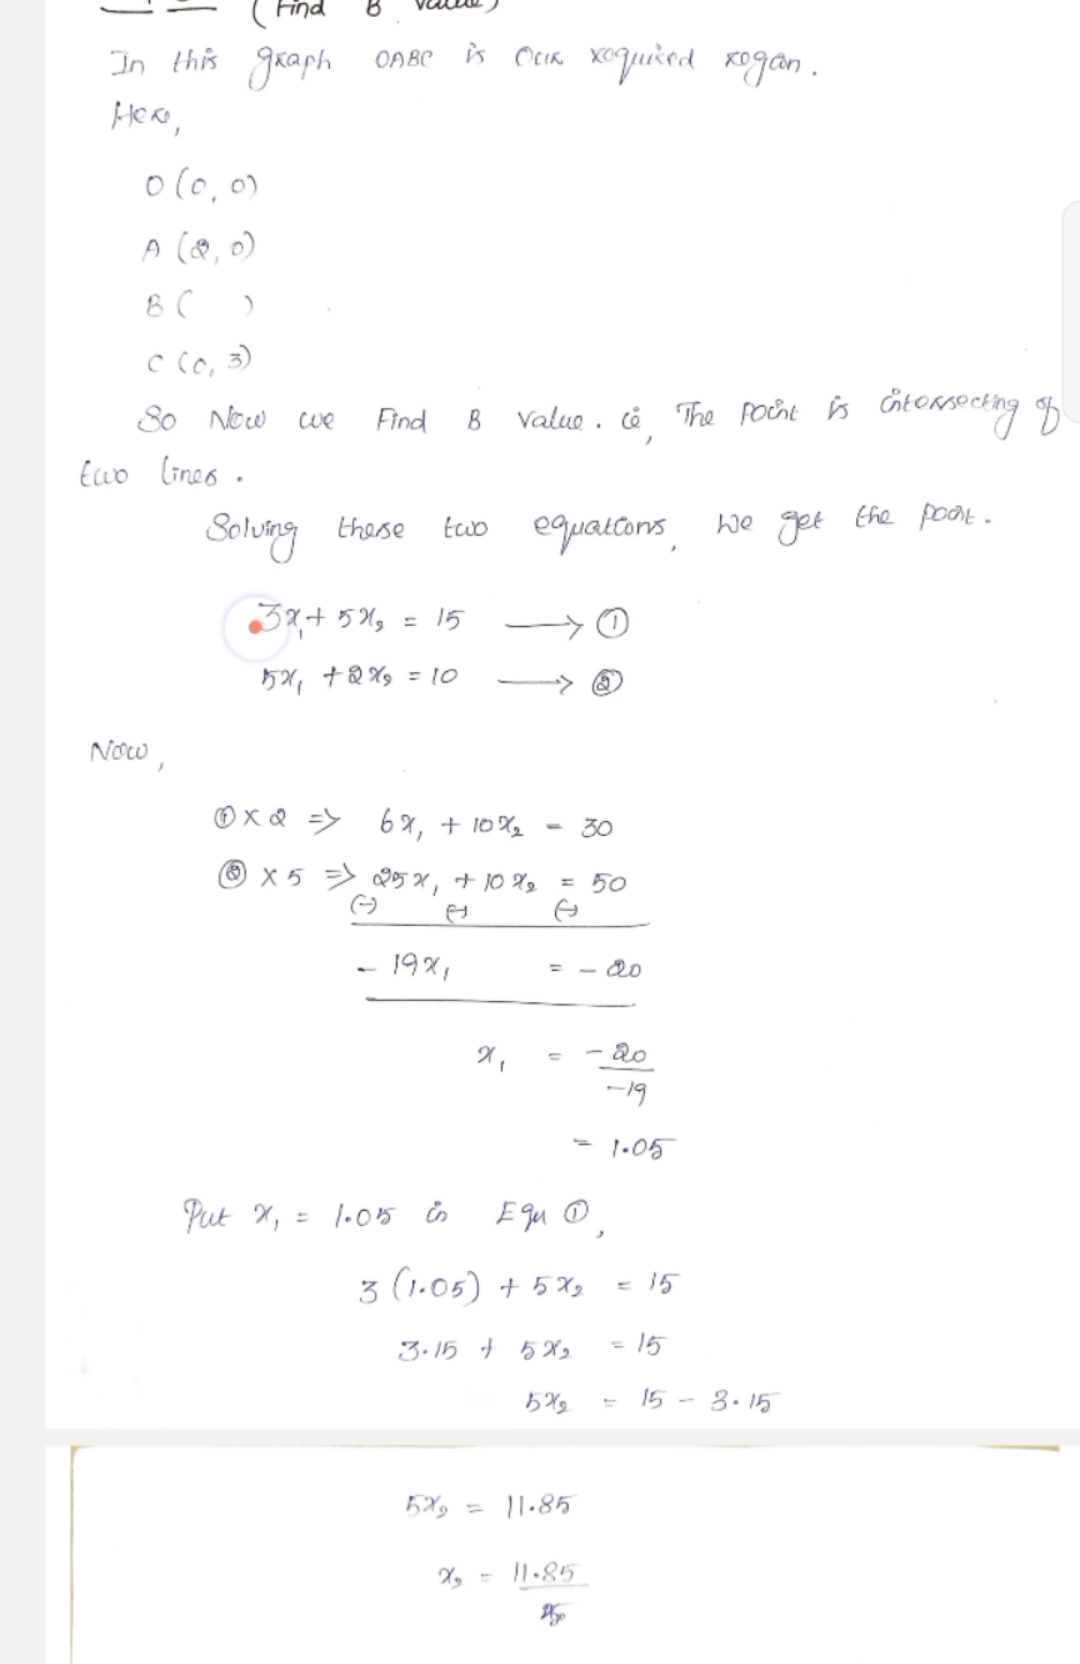 (Find B value)
In this graph OABC is Our required regan.
Here,
O (0, 0)
A (2, 0)
B ( )
C (0, 3)
So Now we Find B value. ie, The point is intersecting of
two lines.
Solving these two equations, we get the point.
3x₁ + 5x₂ = 15 ⟶ ①
5x₁ + 2x₂ = 10 ⟶ ②
Now,
① × 2 ⇒ 6x₁ + 10x₂ = 30
② × 5 ⇒ 25x₁ + 10x₂ = 50
(-) (-) (-)
- 19x₁ = - 20
x₁ = -20
-19
= 1.05
Put x₁ = 1.05 in Equ ①,
3 (1.05) + 5x₂ = 15
3.15 + 5x₂ = 15
5x₂ = 15 - 3.15
5x₂ = 11.85
x₂ = 11.85